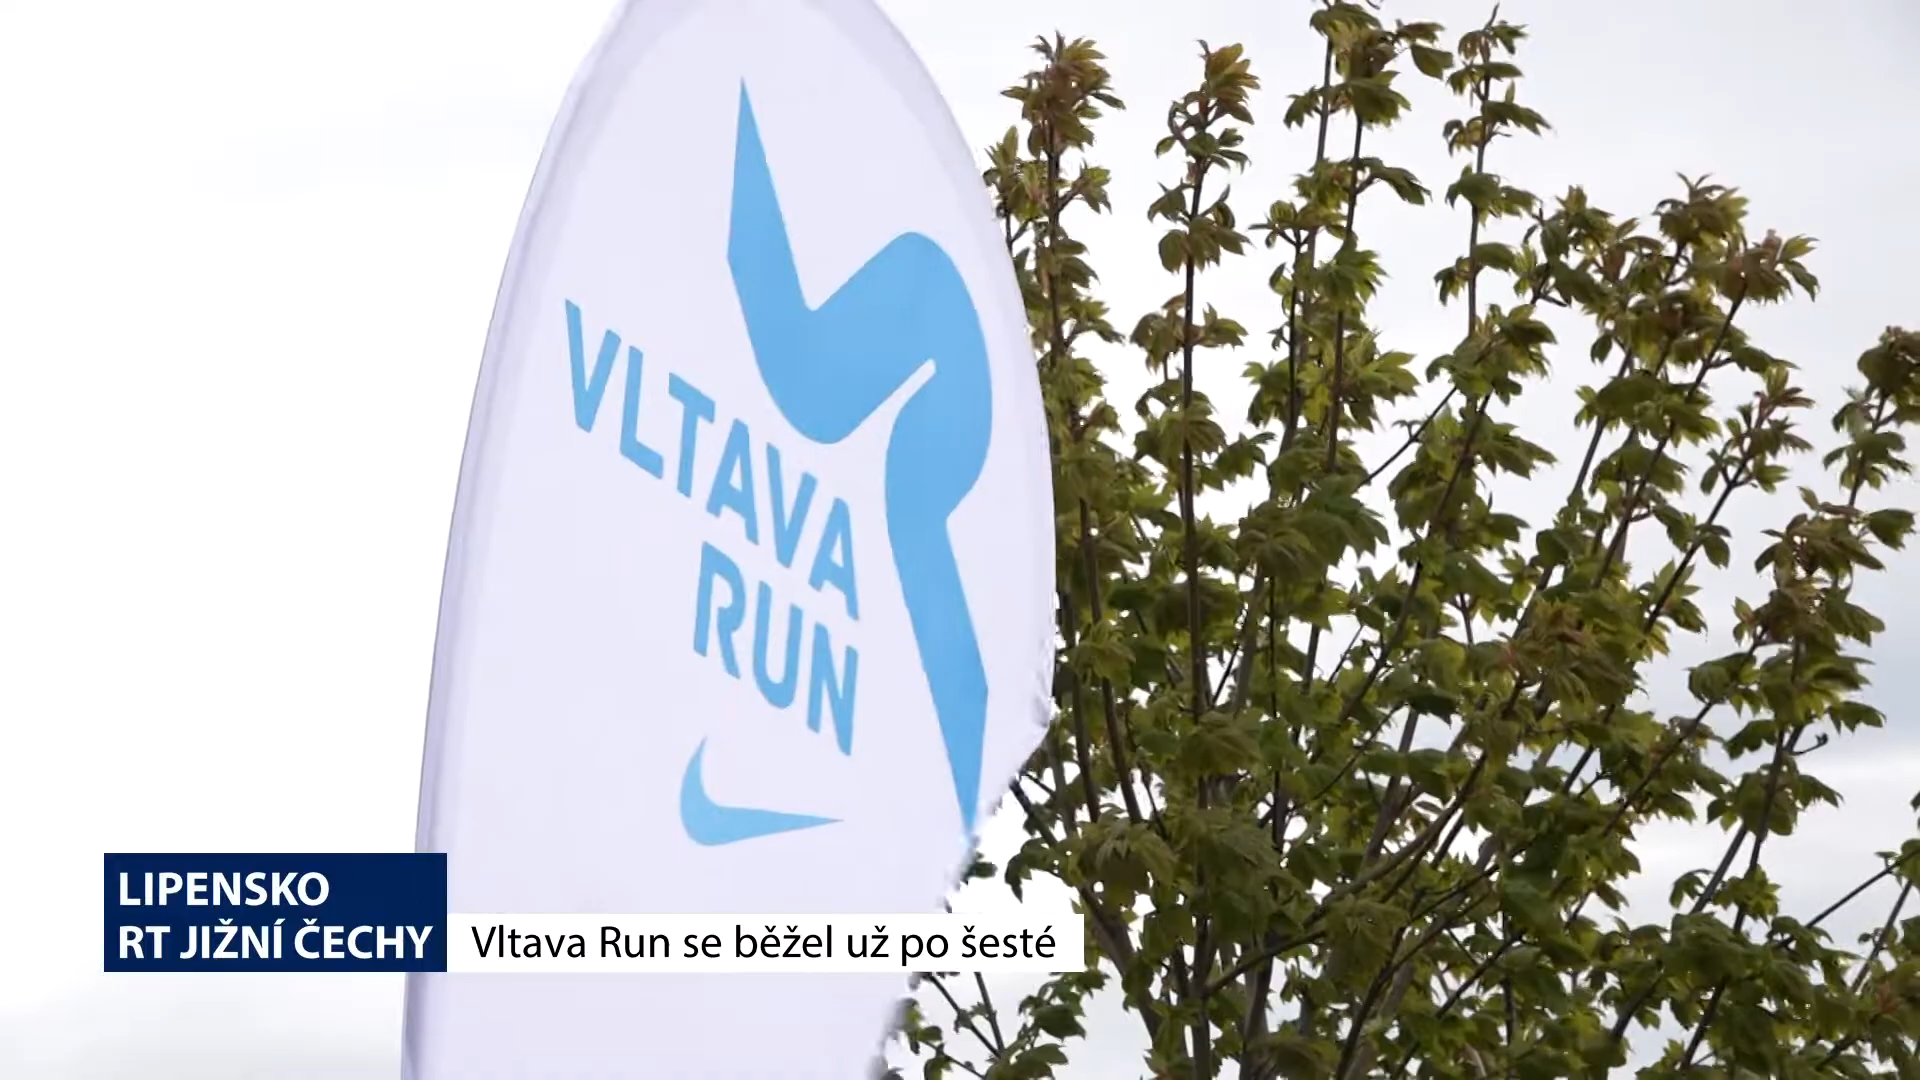 VLTAVA
RUN
LIPENSKO
RT JIŽNÍ ČECHY
Vltava Run se běžel už po šesté